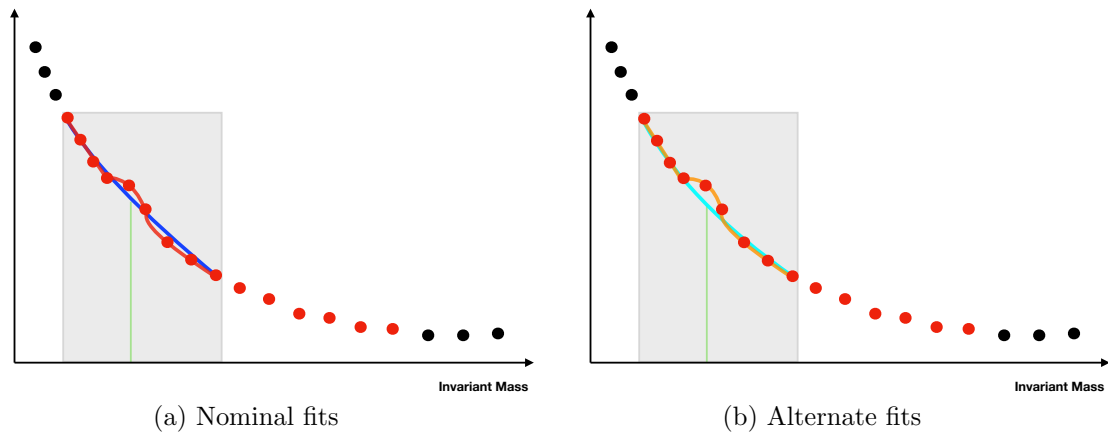 Invariant Mass
Invariant Mass
(a) Nominal fits
(b) Alternate fits